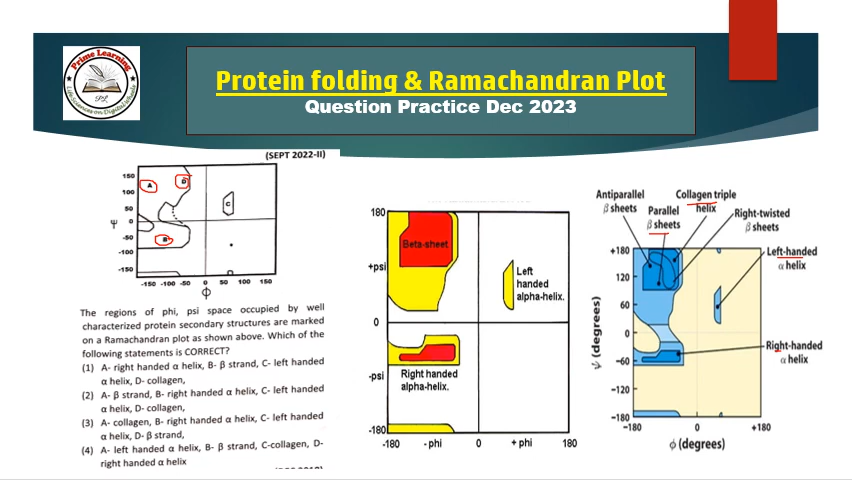 Prime Learning
Protein folding & Ramachandran Plot
Question Practice Dec 2023
(SEPT 2022-II)
150
100
50
0
-50
-100
-150
Ψ
A
D
C
B
-150 -100 -50 0 50 100 150
Φ
The regions of phi, psi space occupied by well
characterized protein secondary structures are marked
on a Ramachandran plot as shown above. Which of the
following statements is CORRECT?
(1) A- right handed α helix, B- β strand, C- left handed
α helix, D- collagen,
(2) A- β strand, B- right handed α helix, C- left handed
α helix, D- collagen,
(3) A- collagen, B- right handed α helix, C- left handed
α helix, D- β strand,
(4) A- left handed α helix, B- β strand, C-collagen, D-
right handed α helix
180
+psi
0
-psi
-180
Beta-sheet
Left
handed
alpha-helix.
Right handed
alpha-helix.
-180 - phi 0 + phi 180
Antiparallel
β sheets
Parallel
β sheets
Collagen triple
helix
Right-twisted
β sheets
Left-handed
α helix
Right-handed
α helix
+180
120
60
0
−60
−120
−180
ψ (degrees)
−180 0 +180
ϕ (degrees)